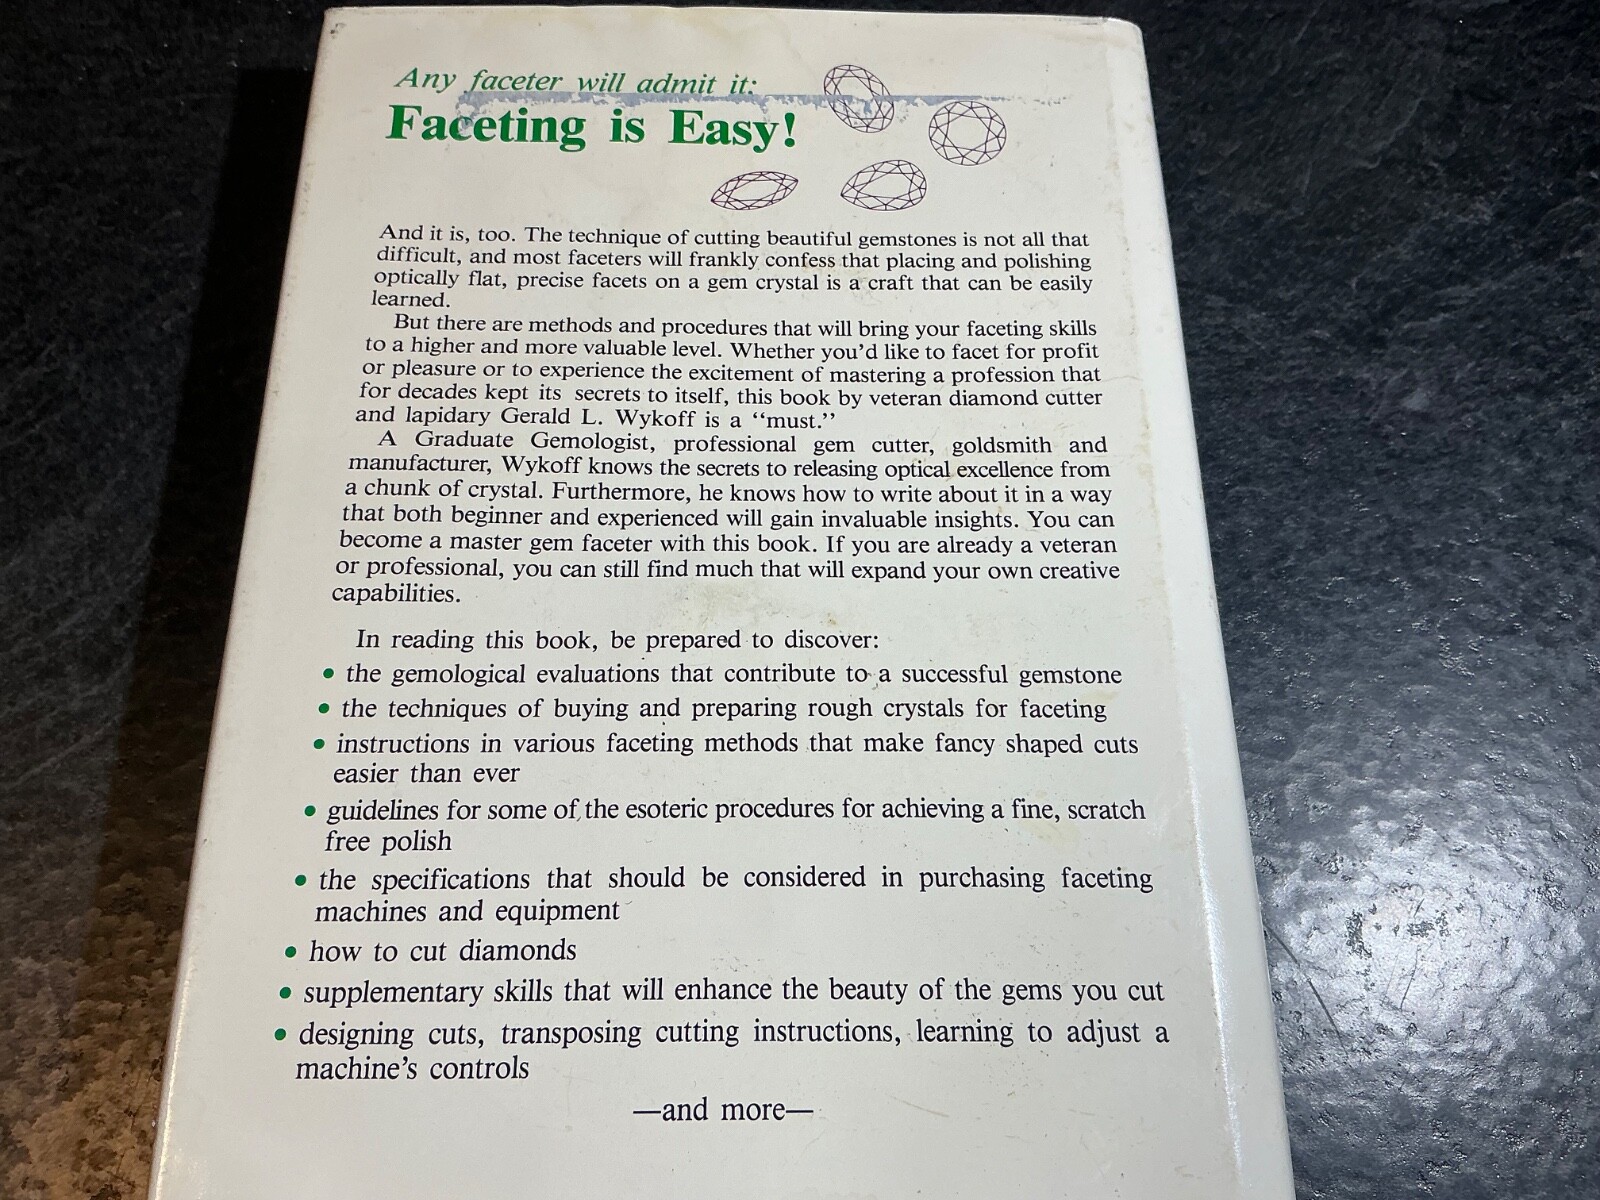 Any faceter will admit it:
Faceting is Easy!
And it is, too. The technique of cutting beautiful gemstones is not all that
difficult, and most faceters will frankly confess that placing and polishing
optically flat, precise facets on a gem crystal is a craft that can be easily
learned.
But there are methods and procedures that will bring your faceting skills
to a higher and more valuable level. Whether you'd like to facet for profit
or pleasure or to experience the excitement of mastering a profession that
for decades kept its secrets to itself, this book by veteran diamond cutter
and lapidary Gerald L. Wykoff is a “must.”
A Graduate Gemologist, professional gem cutter, goldsmith and
manufacturer, Wykoff knows the secrets to releasing optical excellence from
a chunk of crystal. Furthermore, he knows how to write about it in a way
that both beginner and experienced will gain invaluable insights. You can
become a master gem faceter with this book. If you are already a veteran
or professional, you can still find much that will expand your own creative
capabilities.
In reading this book, be prepared to discover:
• the gemological evaluations that contribute to a successful gemstone
• the techniques of buying and preparing rough crystals for faceting
• instructions in various faceting methods that make fancy shaped cuts
easier than ever
• guidelines for some of the esoteric procedures for achieving a fine, scratch
free polish
• the specifications that should be considered in purchasing faceting
machines and equipment
• how to cut diamonds
• supplementary skills that will enhance the beauty of the gems you cut
• designing cuts, transposing cutting instructions, learning to adjust a
machine's controls
—and more—